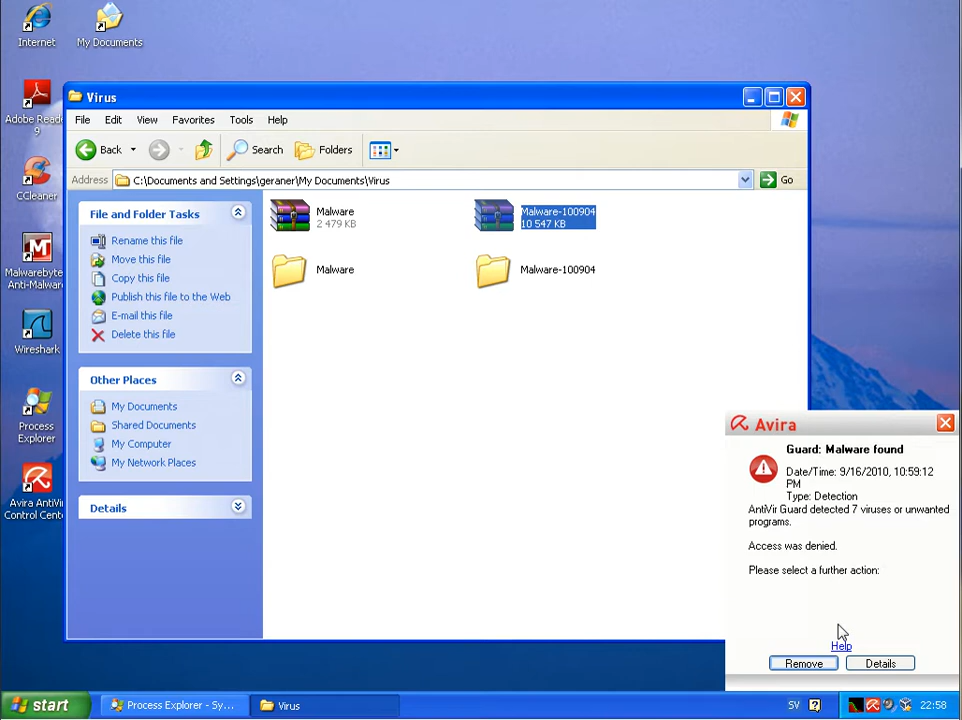 Internet
My Documents
Adobe Reade
9
CCleaner
Malwarebyte
Anti-Malware
Wireshark
Process
Explorer
Avira AntiVir
Control Cent
Virus
File Edit View Favorites Tools Help
Back Search Folders
Address C:\Documents and Settings\geraner\My Documents\Virus Go
File and Folder Tasks
Rename this file
Move this file
Copy this file
Publish this file to the Web
E-mail this file
Delete this file
Other Places
My Documents
Shared Documents
My Computer
My Network Places
Details
Malware
2 479 KB
Malware-100904
10 547 KB
Malware
Malware-100904
Avira
Guard: Malware found
Date/Time: 9/16/2010, 10:59:12
PM
Type: Detection
AntiVir Guard detected 7 viruses or unwanted
programs.
Access was denied.
Please select a further action:
Help
Remove Details
start Process Explorer - Sy... Virus SV 22:58